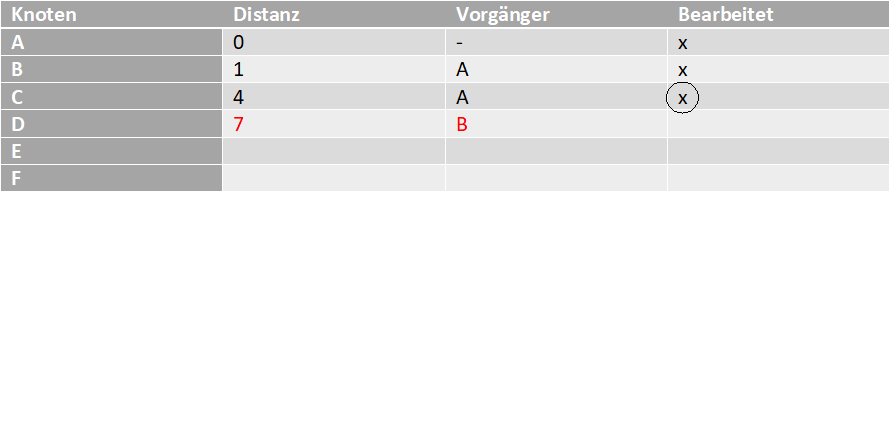 Knoten Distanz Vorgänger Bearbeitet
A 0 - x
B 1 A x
C 4 A x
D 7 B
E
F